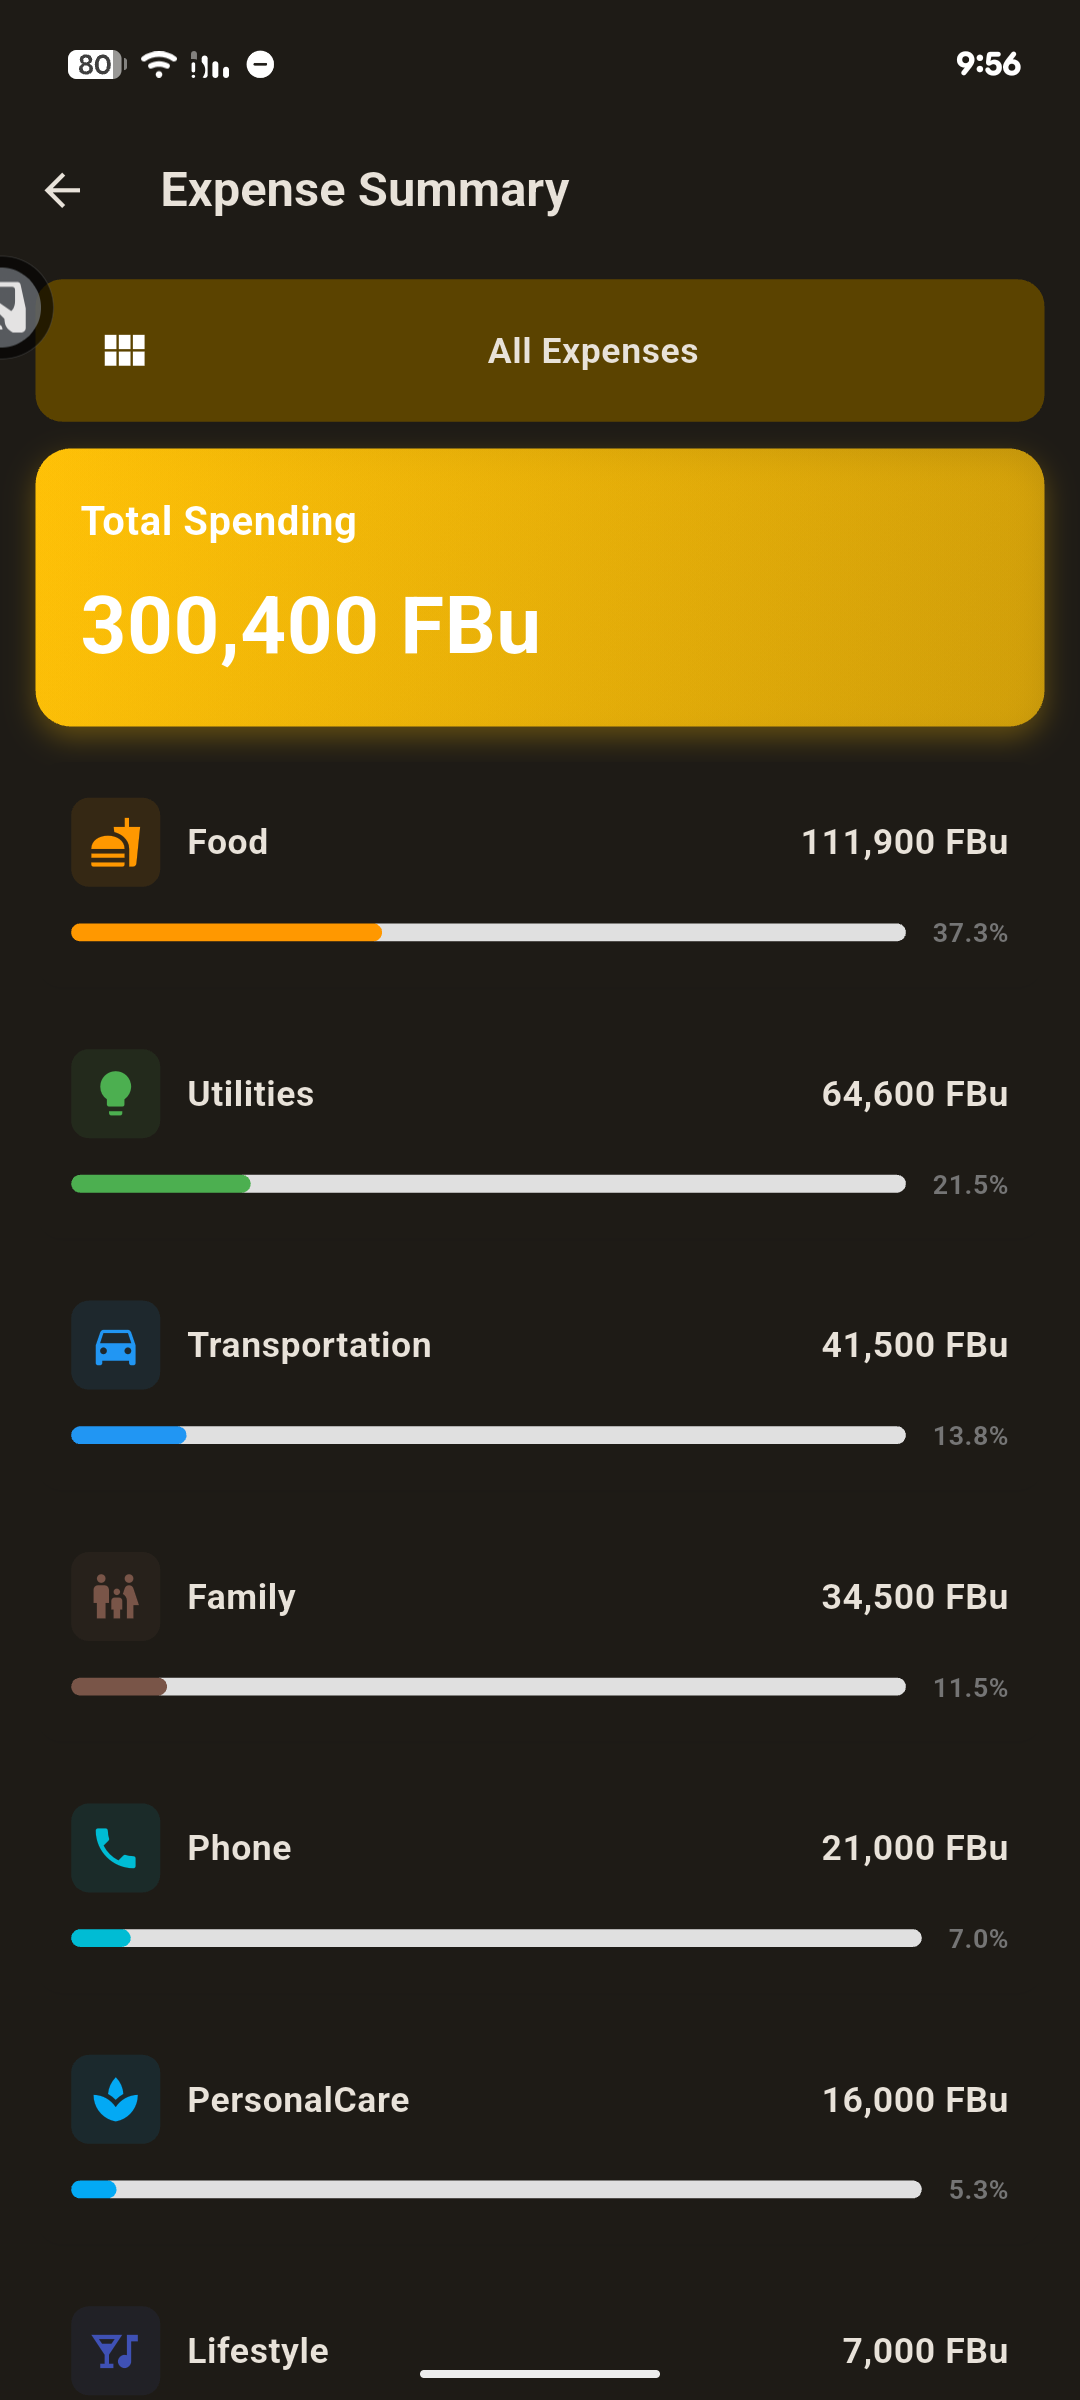 80
9:56
Expense Summary
All Expenses
Total Spending
300,400 FBu
Food 111,900 FBu
37.3%
Utilities 64,600 FBu
21.5%
Transportation 41,500 FBu
13.8%
Family 34,500 FBu
11.5%
Phone 21,000 FBu
7.0%
PersonalCare 16,000 FBu
5.3%
Lifestyle 7,000 FBu